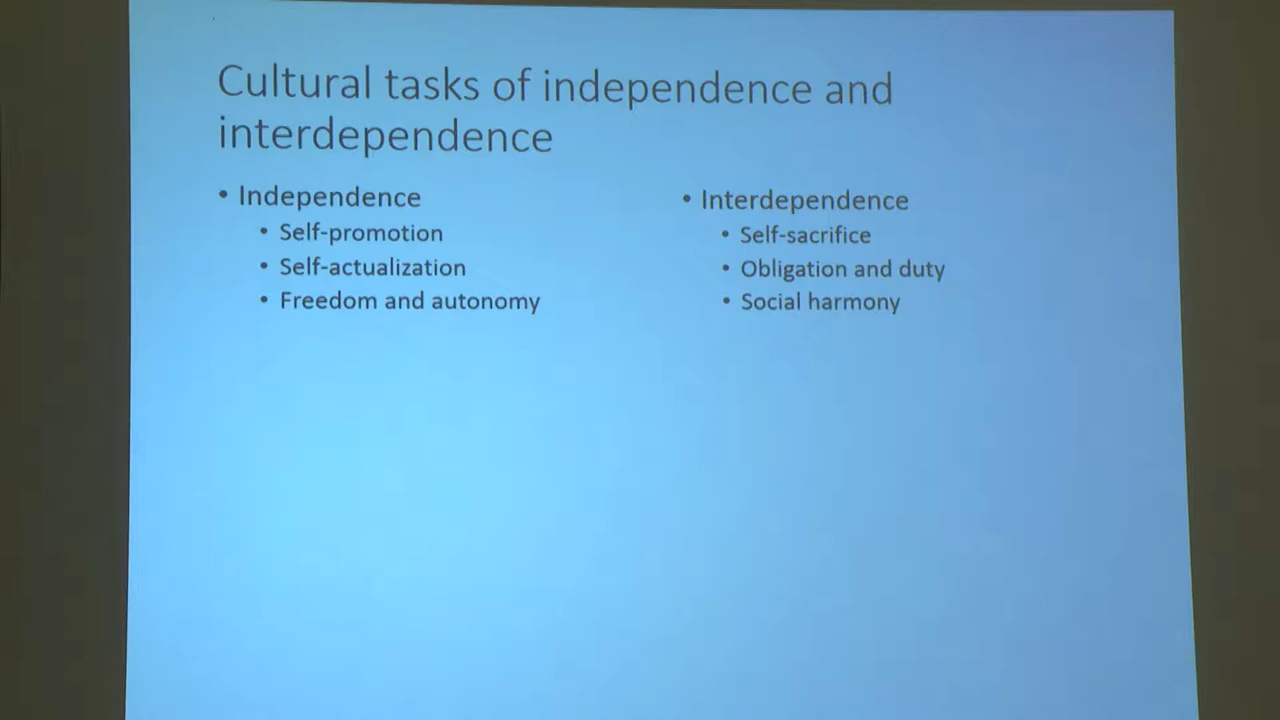 Cultural tasks of independence and
interdependence
• Independence
• Self-promotion
• Self-actualization
• Freedom and autonomy
• Interdependence
• Self-sacrifice
• Obligation and duty
• Social harmony